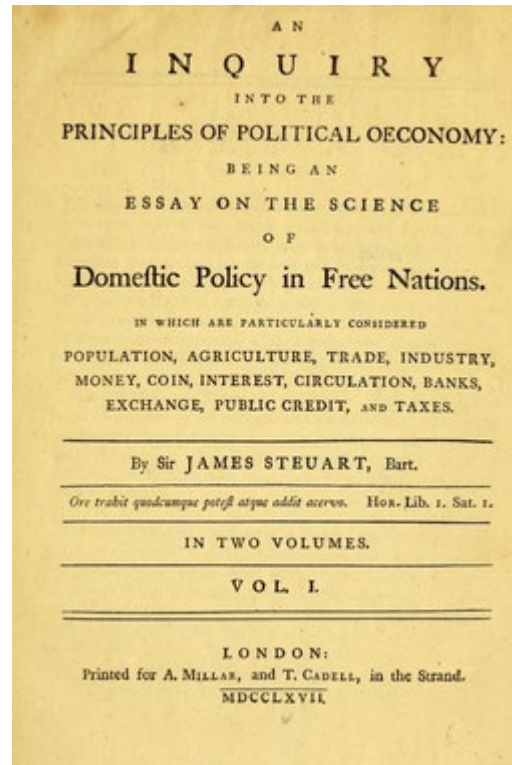 AN
INQUIRY
INTO THE
PRINCIPLES OF POLITICAL OECONOMY:
BEING AN
ESSAY ON THE SCIENCE
OF
Domeſtic Policy in Free Nations.
IN WHICH ARE PARTICULARLY CONSIDERED
POPULATION, AGRICULTURE, TRADE, INDUSTRY,
MONEY, COIN, INTEREST, CIRCULATION, BANKS,
EXCHANGE, PUBLIC CREDIT, AND TAXES.
By Sir JAMES STEUART, Bart.
Ore trahit quodcumque poteſt atque addit acervo. HOR. Lib. 1. Sat. 1.
IN TWO VOLUMES.
VOL. I.
LONDON:
Printed for A. MILLAR, and T. CADELL, in the Strand.
MDCCLXVII.